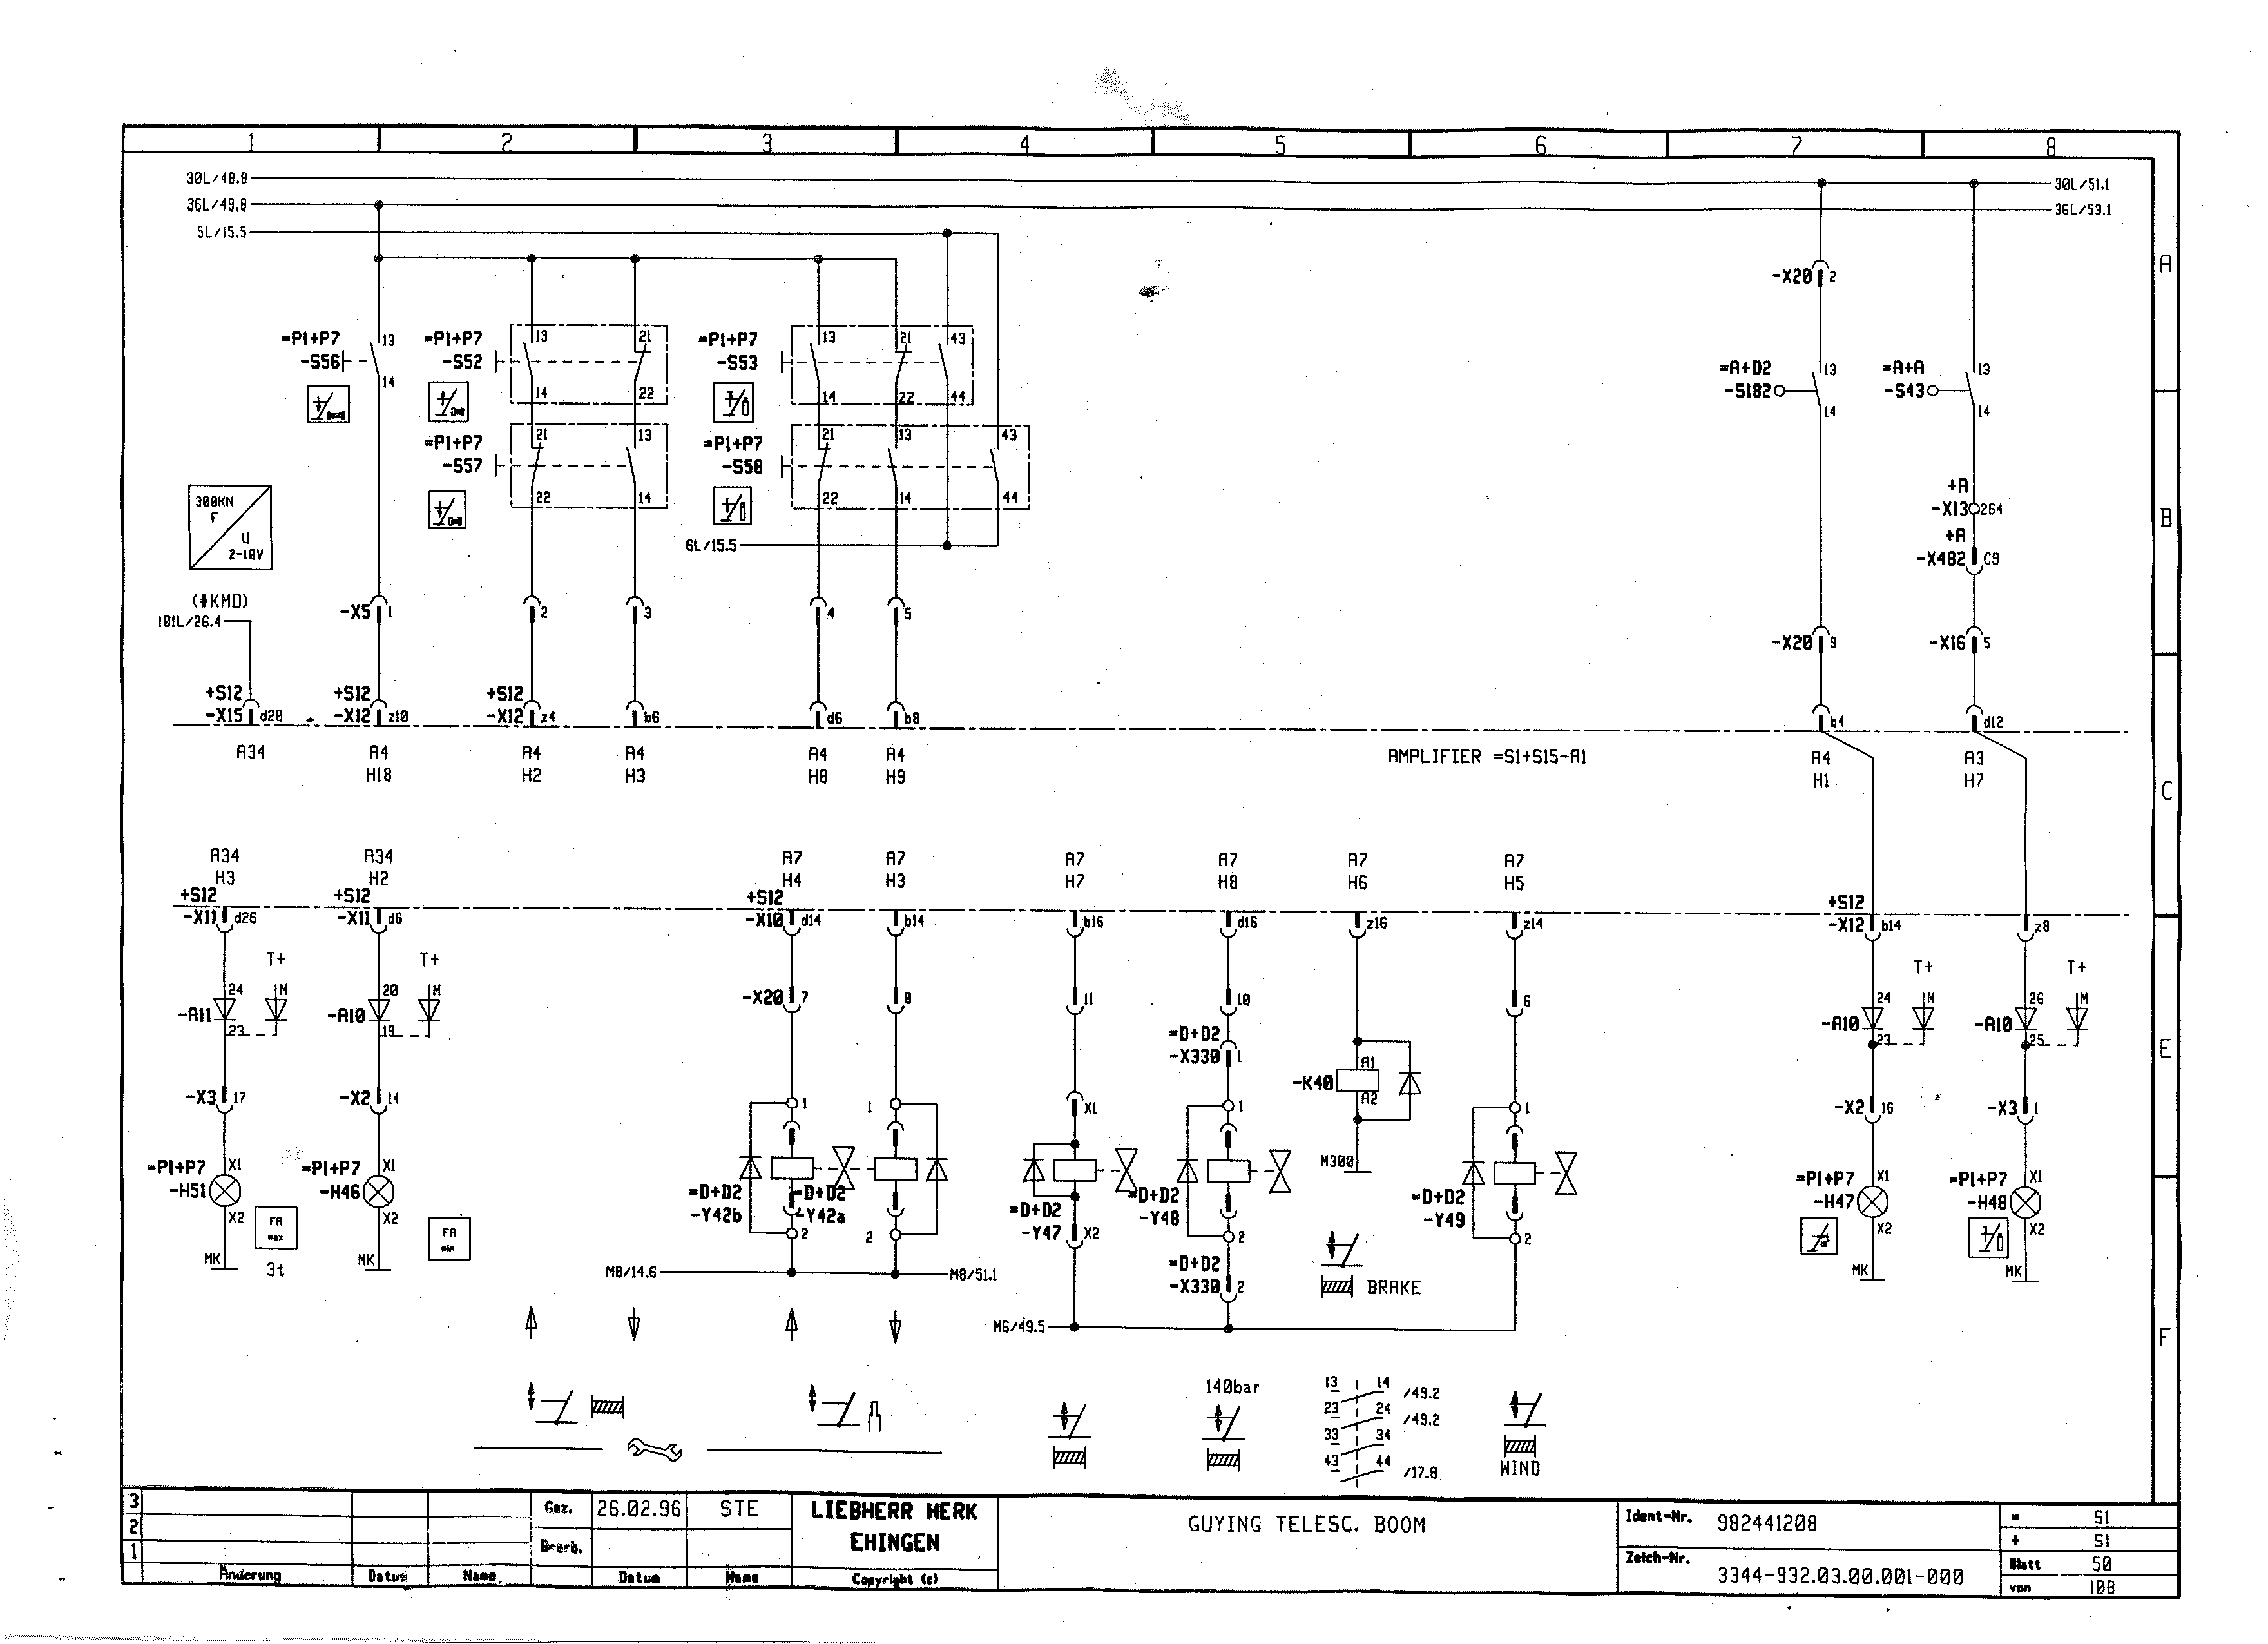 1 2 3 4 5 6 7 8
30L/48.8 30L/51.1
36L/49.8 36L/53.1
5L/15.5
A
-X20 2
=P1+P7 13 =P1+P7 13 21 =P1+P7 13 21 43
-S56 -S52 -S53
14 14 22 14 22 44
=A+D2 13 =A+A 13
-S182 -S43
14 14
=P1+P7 21 13 =P1+P7 21 13 43
-S57 -S58
22 14 22 14 44
300KN
F
U
2-10V
+A
-X13 264
B
+A
-X482 C9
6L/15.5
(#KMD)
101L/26.4
-X5 1 2 3 4 5
-X20 9 -X16 5
+S12 +S12 +S12
-X15 d20 -X12 z10 -X12 z4 b6 d6 b8 b4 d12
A34 A4 A4 A4 A4 A4 AMPLIFIER =S1+S15-A1 A4 A3
H18 H2 H3 H8 H9 H1 H7
C
A34 A34 A7 A7 A7 A7 A7 A7
H3 H2 H4 H3 H7 H8 H6 H5
+S12 +S12 +S12 +S12
-X11 d26 -X11 d6 -X10 d14 b14 b16 d16 z16 z14 -X12 b14 z8
T+ T+ T+ T+
24 M 20 M -X20 7 8 11 10 6 24 M 26 M
-A11 -A10 -A10 -A10
23 19 23 25
=D+D2
-X330 1
E
A1
-K40
A2
-X3 17 -X2 14 1 1 X1 1 1 -X2 16 -X3 1
M300
=P1+P7 X1 =P1+P7 X1 =P1+P7 X1 =P1+P7 X1
-H51 -H46 -H47 -H48
X2 X2 X2 X2
=D+D2 =D+D2 =D+D2 =D+D2 =D+D2
-Y42b -Y42a -Y47 -Y48 -Y49
2 2 X2 2 2
FA
max
FA
min
MK MK MK MK
3t
M8/14.6 M8/51.1
=D+D2
-X330 2
BRAKE
M6/49.5
F
140bar
13 14 /49.2
23 24 /49.2
33 34
43 44 /17.8
WIND
3
2
1
Gez. 26.02.96 STE
Bearb.
Änderung Datum Name Datum Name
LIEBHERR WERK
EHINGEN
Copyright (c)
GUYING TELESC. BOOM
Ident-Nr. 982441208
Zeich-Nr. 3344-932.03.00.001-000
= S1
+ S1
Blatt 50
von 108